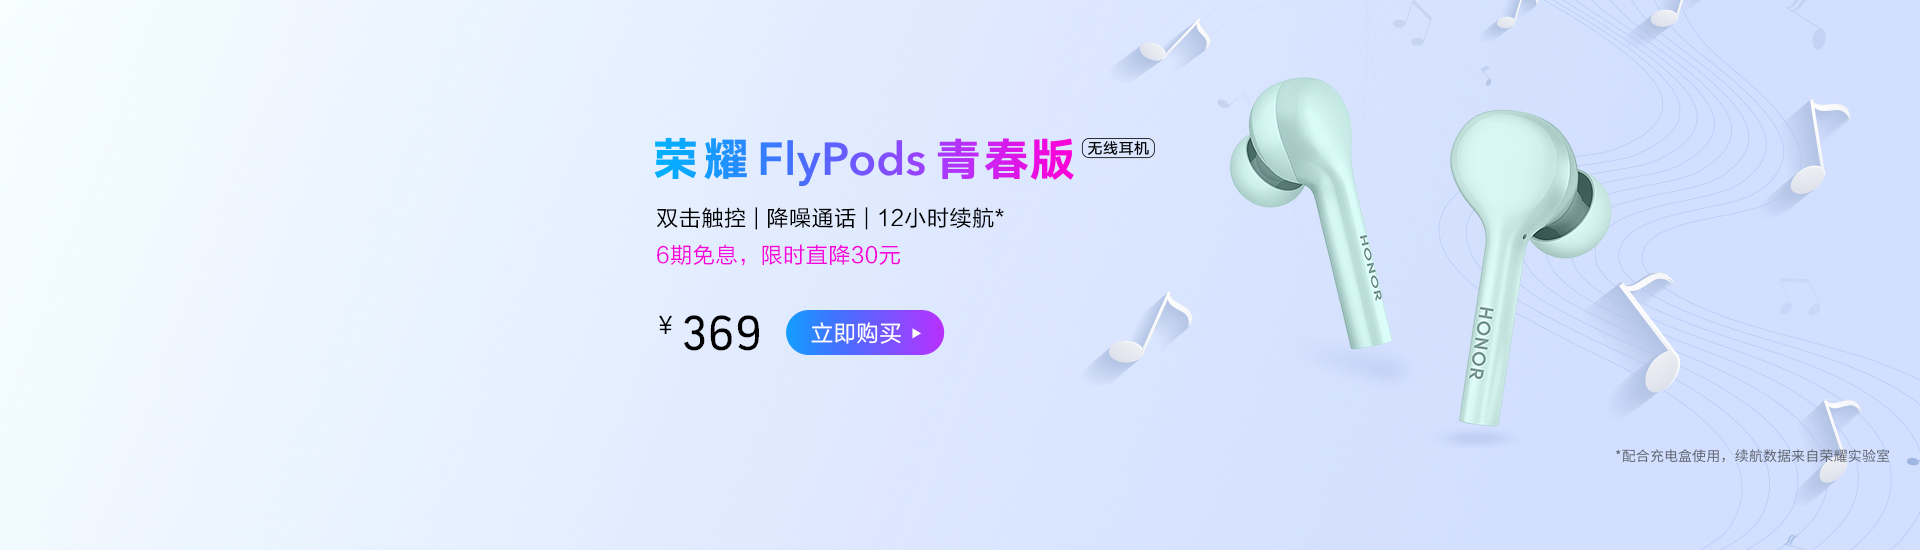 荣耀 FlyPods 青春版 无线耳机
双击触控 | 降噪通话 | 12小时续航*
6期免息，限时直降30元
¥ 369 立即购买
HONOR
HONOR
*配合充电盒使用，续航数据来自荣耀实验室